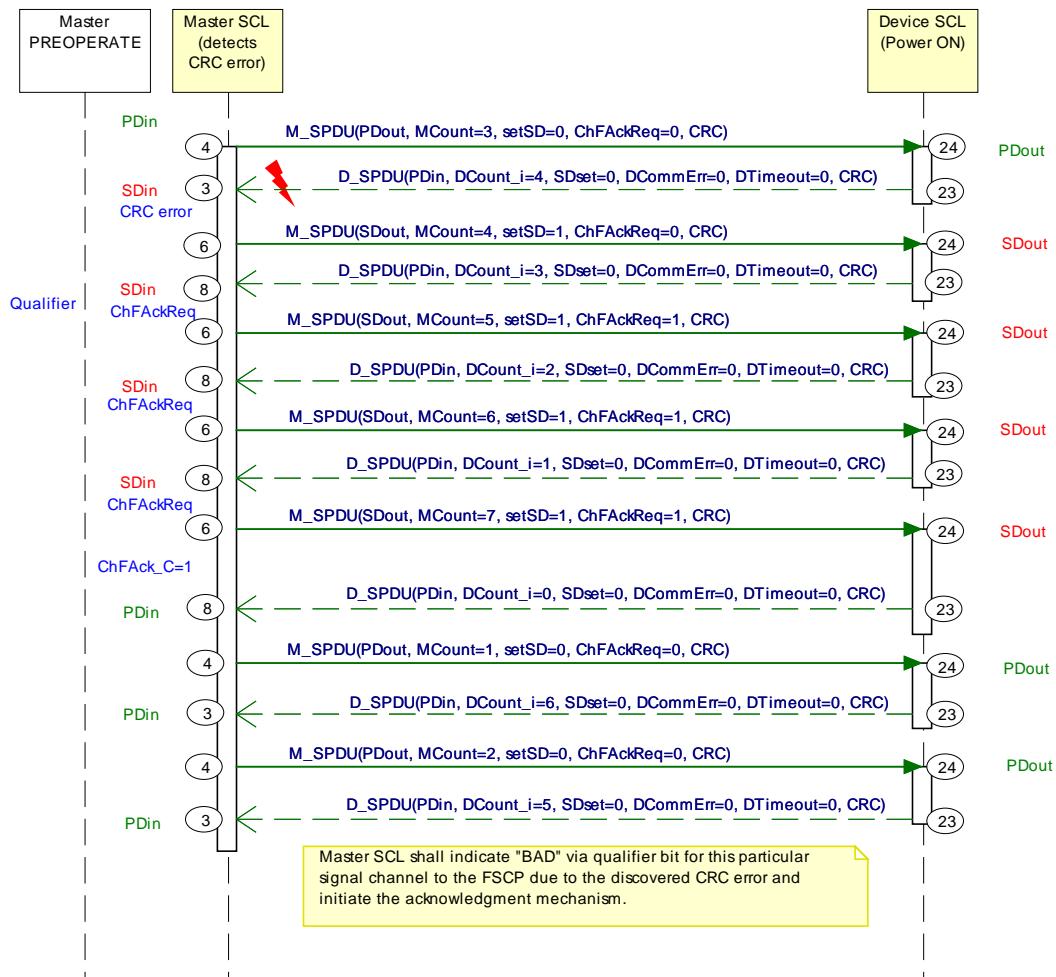 Master
PREOPERATE
Master SCL
(detects
CRC error)
Device SCL
(Power ON)
PDin
M_SPDU(PDout, MCount=3, setSD=0, ChFAckReq=0, CRC)
4
24
PDout
D_SPDU(PDin, DCount_i=4, SDset=0, DCommErr=0, DTimeout=0, CRC)
SDin
3
23
CRC error
M_SPDU(SDout, MCount=4, setSD=1, ChFAckReq=0, CRC)
6
24
SDout
D_SPDU(PDin, DCount_i=3, SDset=0, DCommErr=0, DTimeout=0, CRC)
SDin
8
23
Qualifier
ChFAckReq
M_SPDU(SDout, MCount=5, setSD=1, ChFAckReq=1, CRC)
6
24
SDout
D_SPDU(PDin, DCount_i=2, SDset=0, DCommErr=0, DTimeout=0, CRC)
SDin
8
23
ChFAckReq
M_SPDU(SDout, MCount=6, setSD=1, ChFAckReq=1, CRC)
6
24
SDout
D_SPDU(PDin, DCount_i=1, SDset=0, DCommErr=0, DTimeout=0, CRC)
SDin
8
23
ChFAckReq
M_SPDU(SDout, MCount=7, setSD=1, ChFAckReq=1, CRC)
6
24
SDout
ChFAck_C=1
D_SPDU(PDin, DCount_i=0, SDset=0, DCommErr=0, DTimeout=0, CRC)
PDin
8
23
M_SPDU(PDout, MCount=1, setSD=0, ChFAckReq=0, CRC)
4
24
PDout
D_SPDU(PDin, DCount_i=6, SDset=0, DCommErr=0, DTimeout=0, CRC)
PDin
3
23
M_SPDU(PDout, MCount=2, setSD=0, ChFAckReq=0, CRC)
4
24
PDout
D_SPDU(PDin, DCount_i=5, SDset=0, DCommErr=0, DTimeout=0, CRC)
PDin
3
23
Master SCL shall indicate "BAD" via qualifier bit for this particular
signal channel to the FSCP due to the discovered CRC error and
initiate the acknowledgment mechanism.